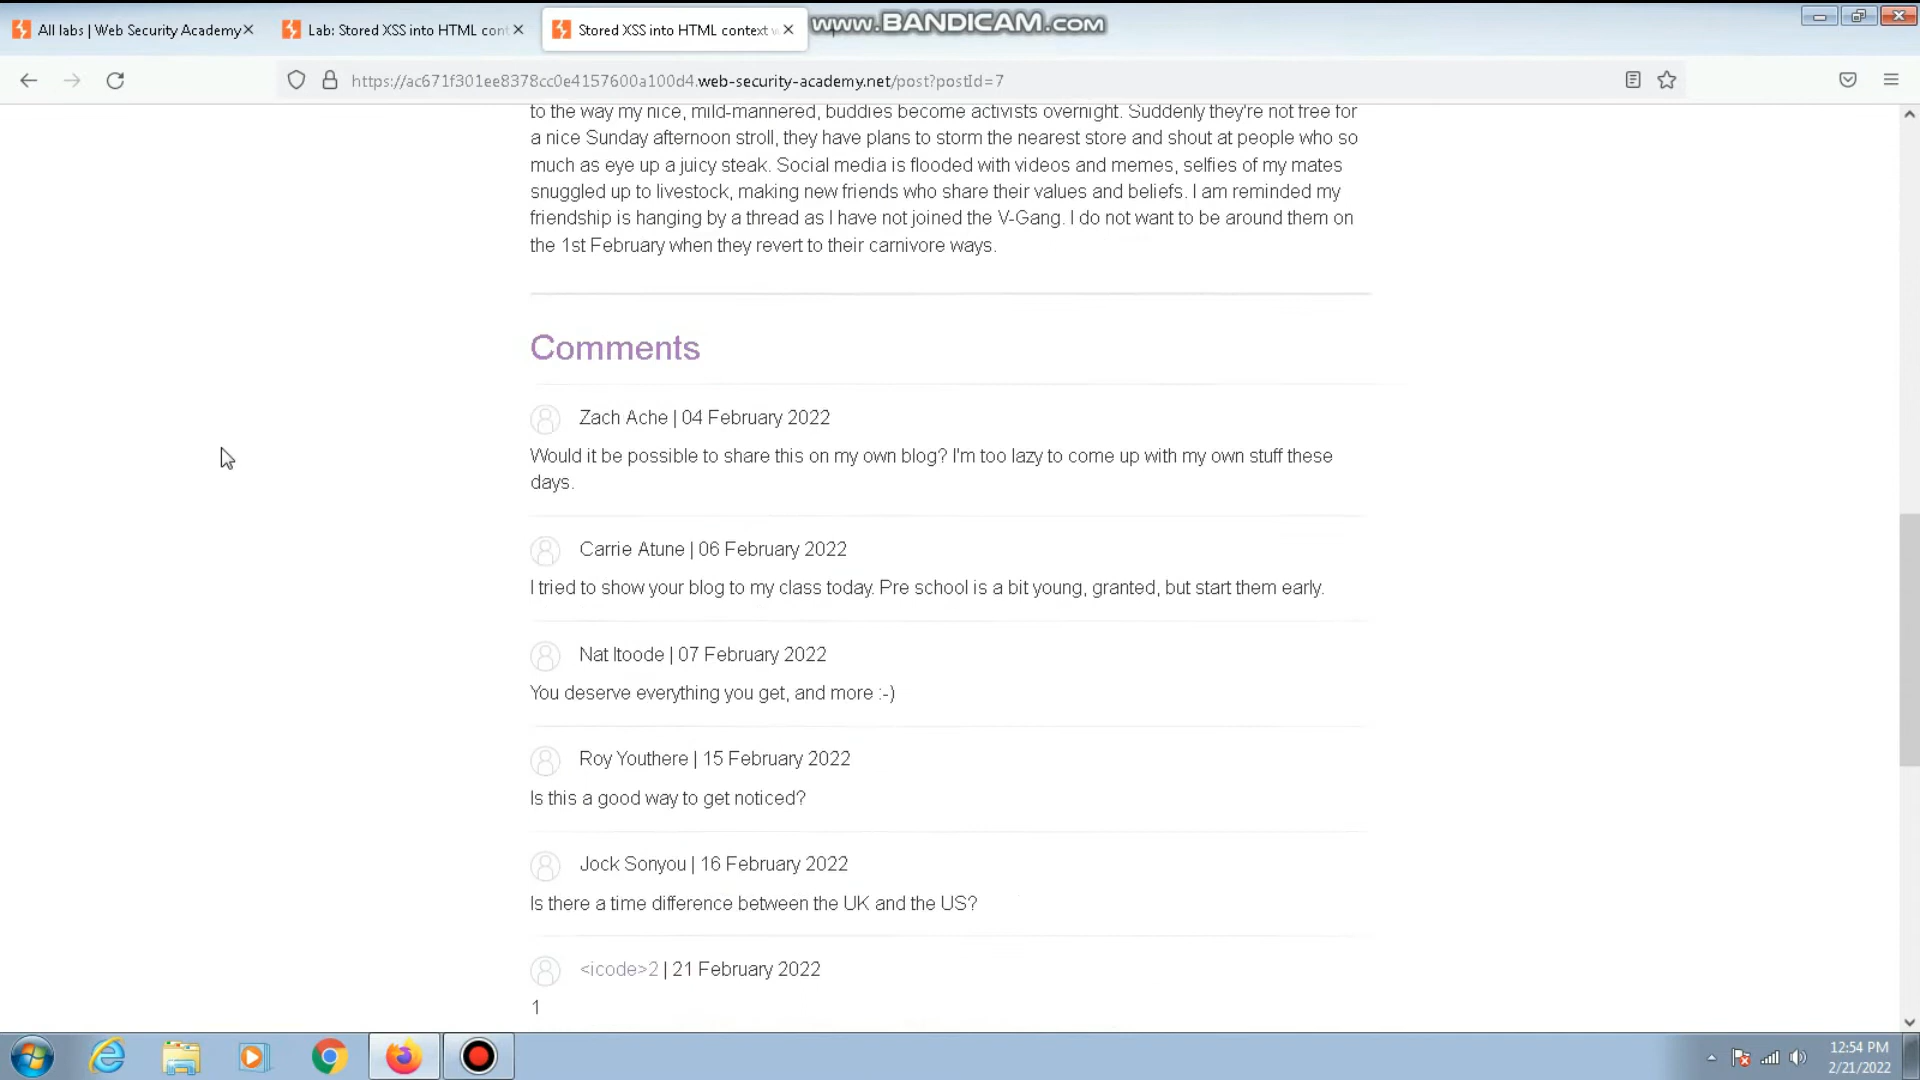 All labs | Web Security Academy
Lab: Stored XSS into HTML cont
Stored XSS into HTML context w
www.BANDICAM.com
https://ac671f301ee8378cc0e4157600a100d4.web-security-academy.net/post?postId=7
to the way my nice, mild-mannered, buddies become activists overnight. Suddenly they're not free for
a nice Sunday afternoon stroll, they have plans to storm the nearest store and shout at people who so
much as eye up a juicy steak. Social media is flooded with videos and memes, selfies of my mates
snuggled up to livestock, making new friends who share their values and beliefs. I am reminded my
friendship is hanging by a thread as I have not joined the V-Gang. I do not want to be around them on
the 1st February when they revert to their carnivore ways.
Comments
Zach Ache | 04 February 2022
Would it be possible to share this on my own blog? I'm too lazy to come up with my own stuff these
days.
Carrie Atune | 06 February 2022
I tried to show your blog to my class today. Pre school is a bit young, granted, but start them early.
Nat Itoode | 07 February 2022
You deserve everything you get, and more :-)
Roy Youthere | 15 February 2022
Is this a good way to get noticed?
Jock Sonyou | 16 February 2022
Is there a time difference between the UK and the US?
<icode>2 | 21 February 2022
1
12:54 PM
2/21/2022